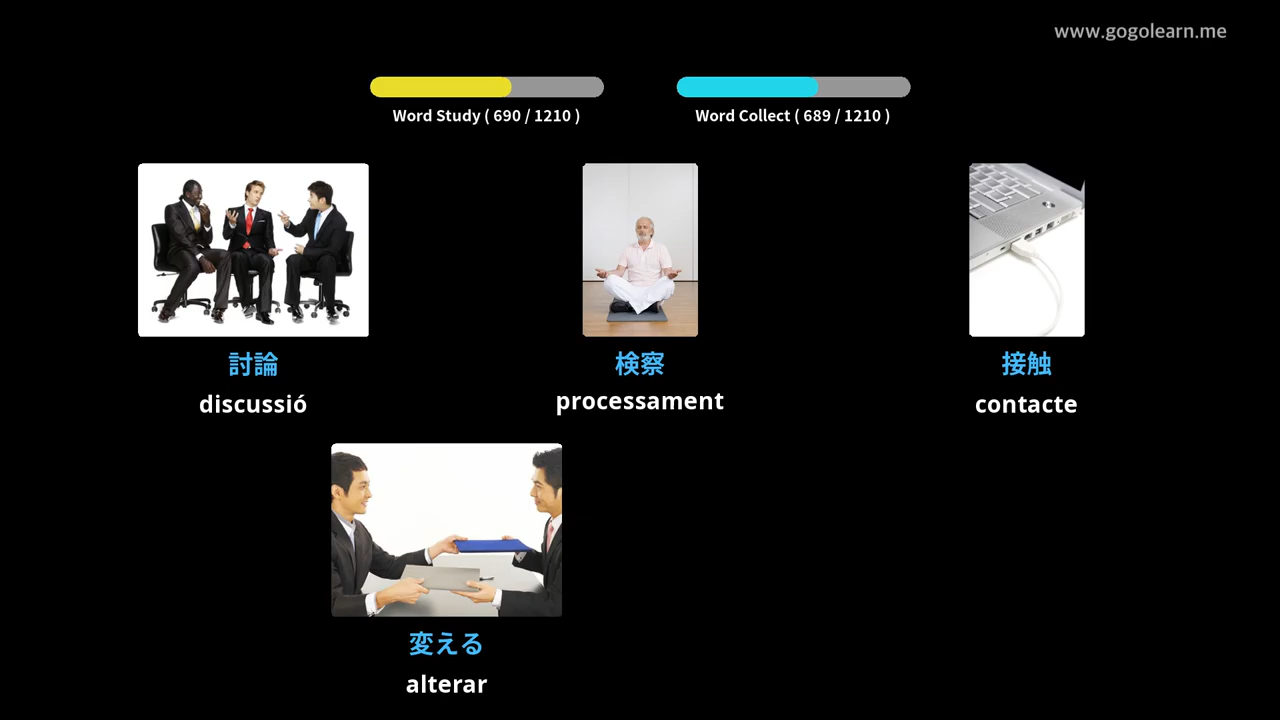 www.gogolearn.me
Word Study ( 690 / 1210 )
Word Collect ( 689 / 1210 )
討論
検察
接触
discussió
processament
contacte
変える
alterar